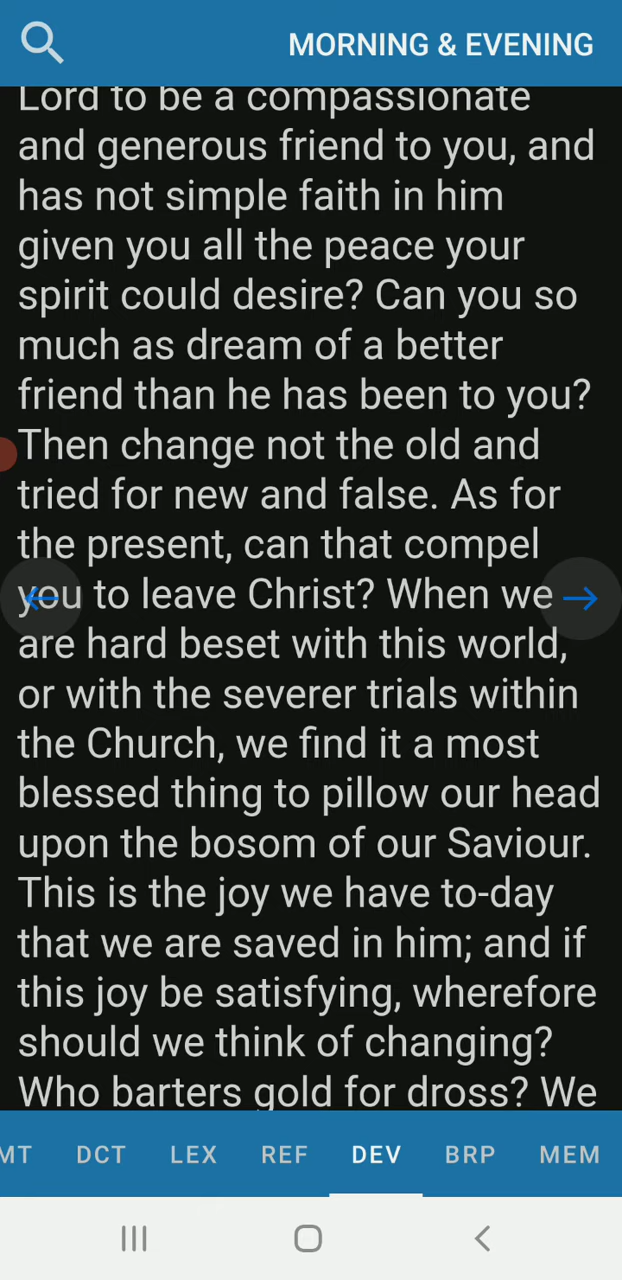 MORNING & EVENING
Lord to be a compassionate
and generous friend to you, and
has not simple faith in him
given you all the peace your
spirit could desire? Can you so
much as dream of a better
friend than he has been to you?
Then change not the old and
tried for new and false. As for
the present, can that compel
you to leave Christ? When we
are hard beset with this world,
or with the severer trials within
the Church, we find it a most
blessed thing to pillow our head
upon the bosom of our Saviour.
This is the joy we have to-day
that we are saved in him; and if
this joy be satisfying, wherefore
should we think of changing?
Who barters gold for dross? We
MT DCT LEX REF DEV BRP MEM